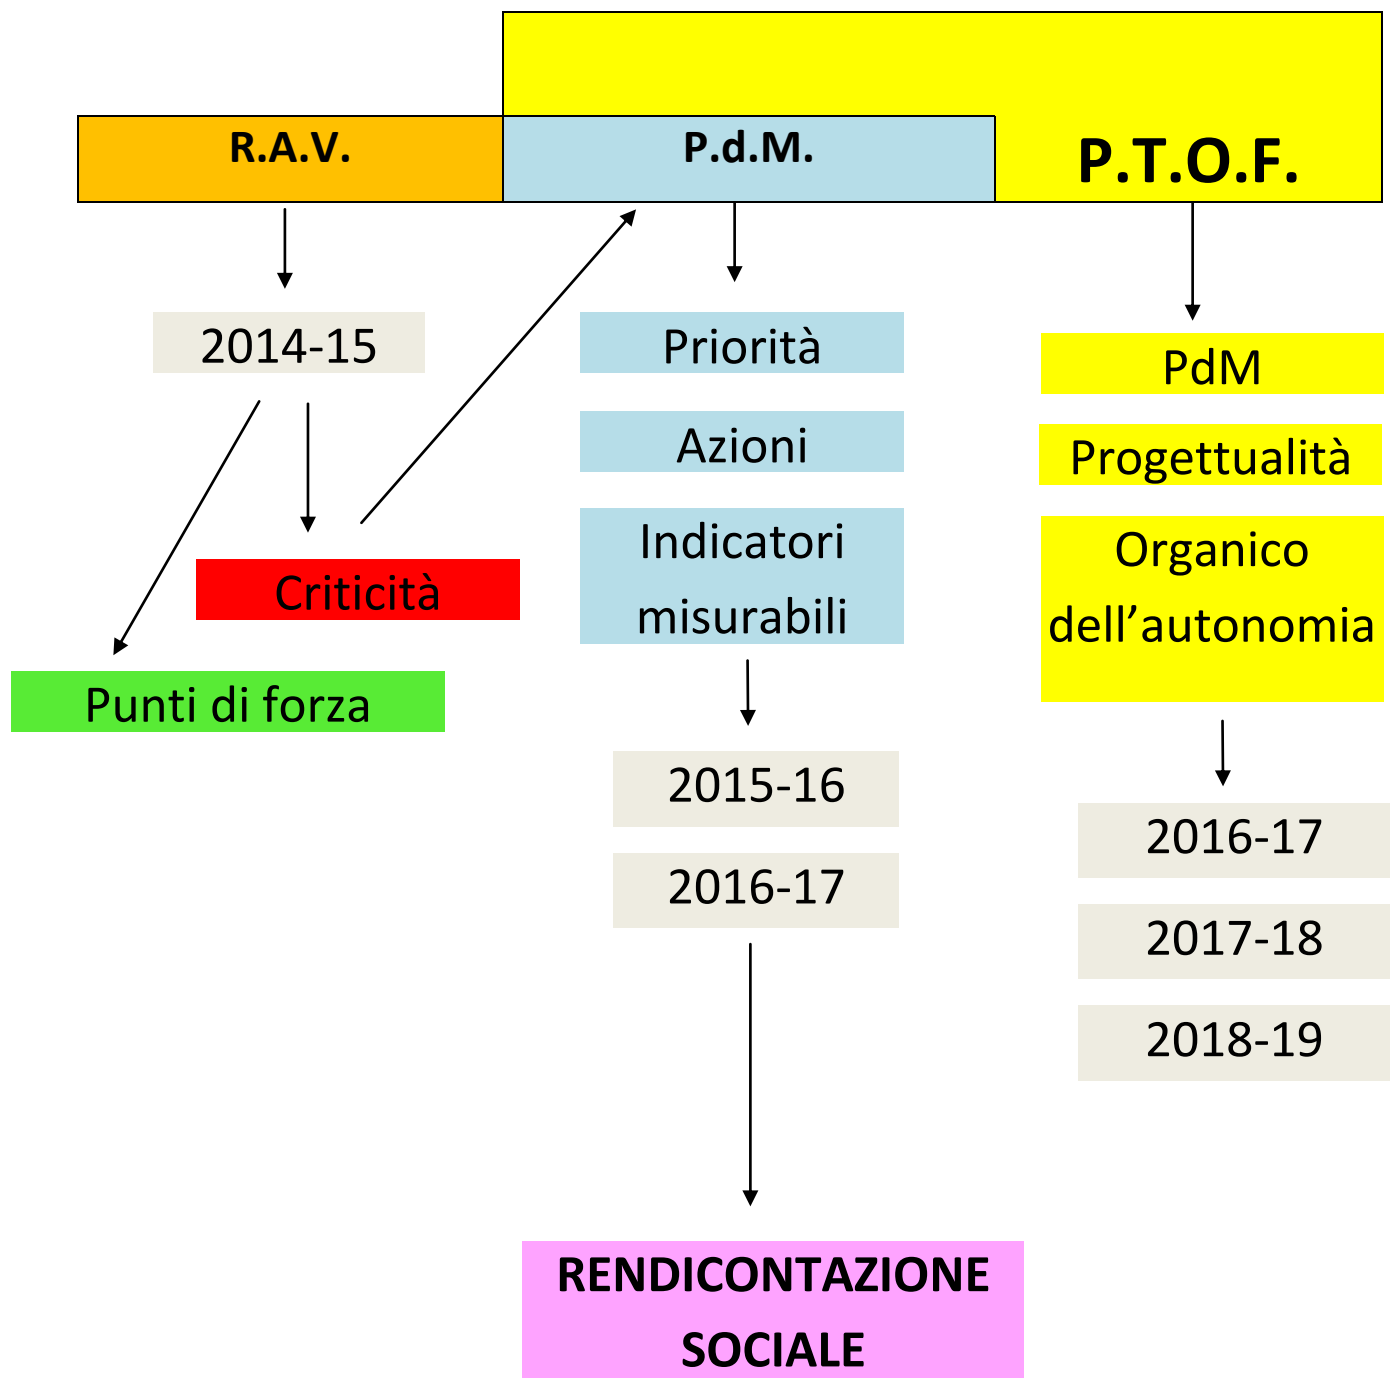 R.A.V.
P.d.M.
P.T.O.F.
2014-15
Criticità
Punti di forza
Priorità
Azioni
Indicatori
misurabili
2015-16
2016-17
RENDICONTAZIONE
SOCIALE
PdM
Progettualità
Organico
dell’autonomia
2016-17
2017-18
2018-19